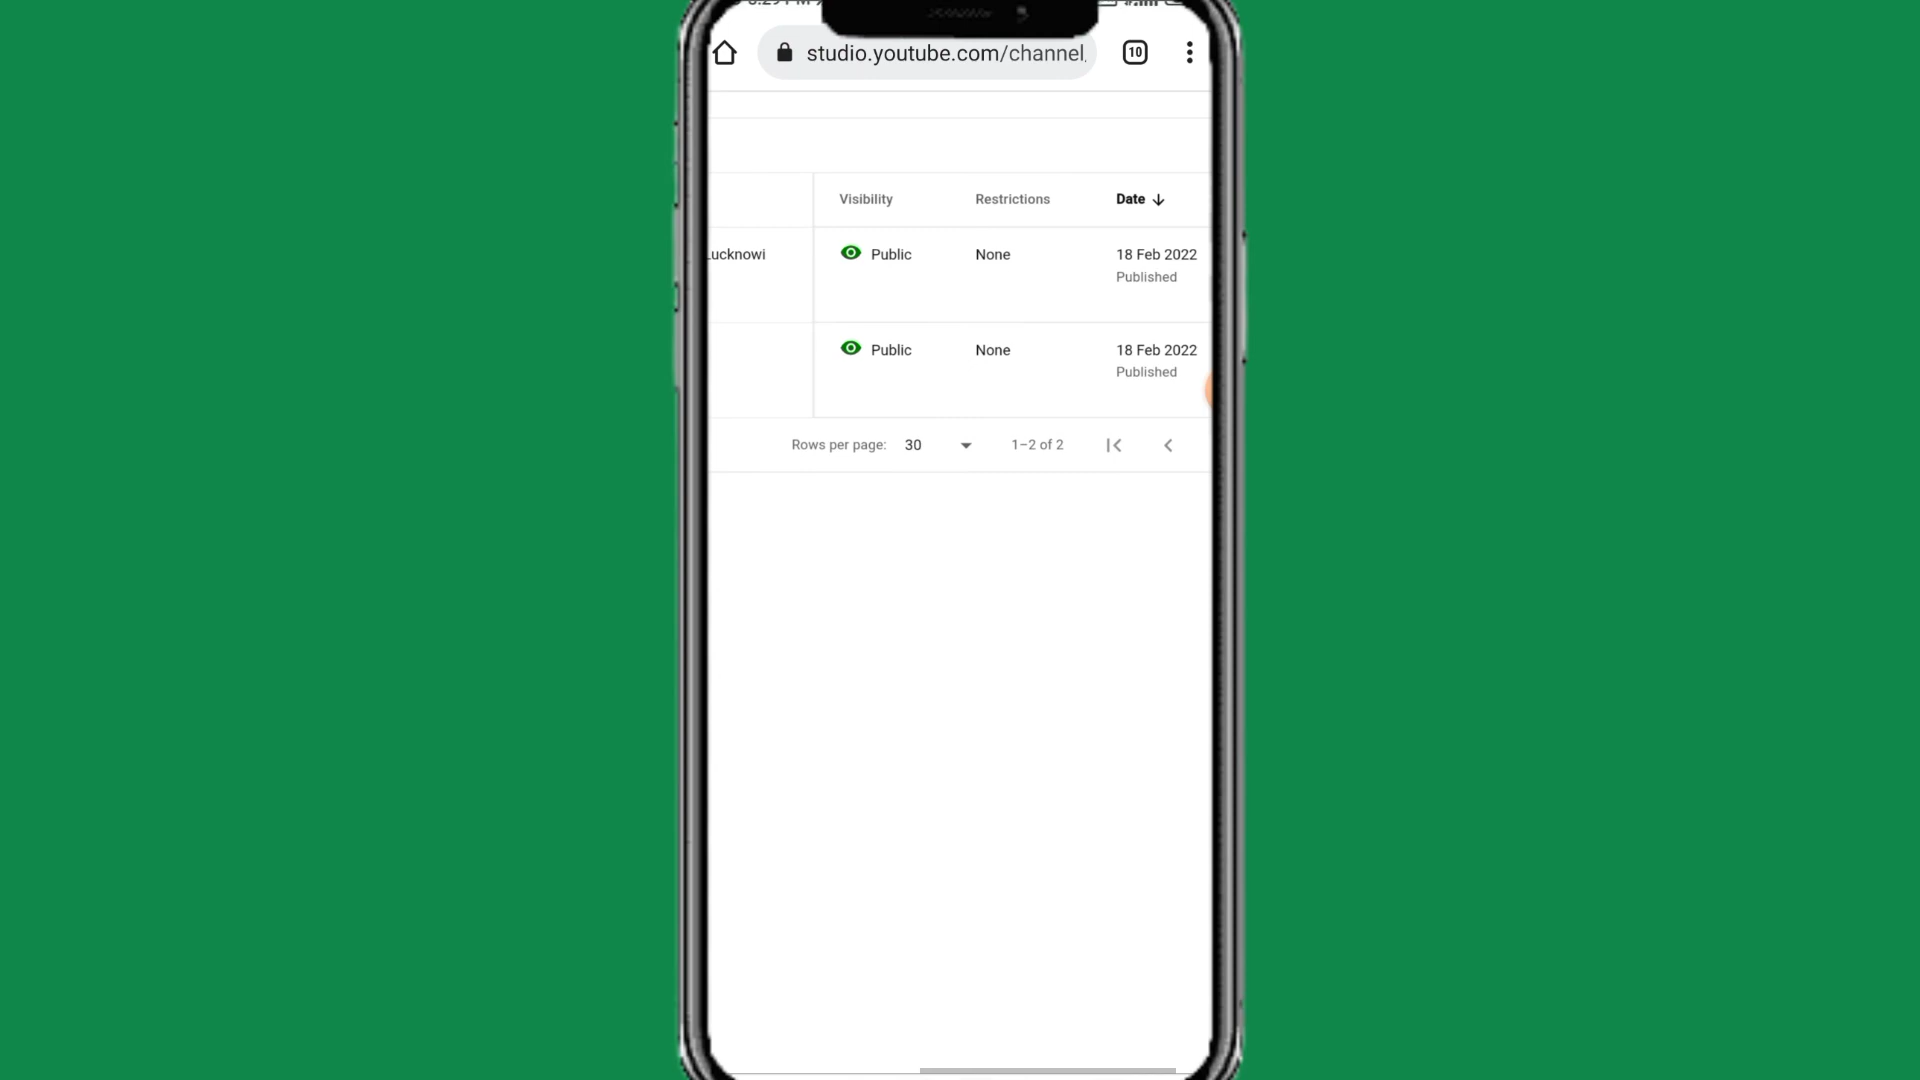 studio.youtube.com/channel
10
Visibility Restrictions Date
Lucknowi Public None 18 Feb 2022
Published
Public None 18 Feb 2022
Published
Rows per page: 30 1–2 of 2